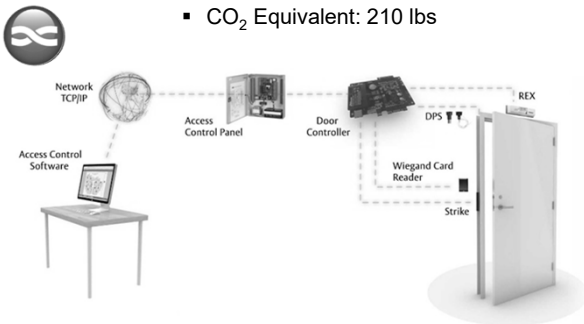 ▪ CO₂ Equivalent: 210 lbs
Network
TCP/IP
Access
Control Panel
Door
Controller
REX
DPS
Access Control
Software
Wiegand Card
Reader
Strike